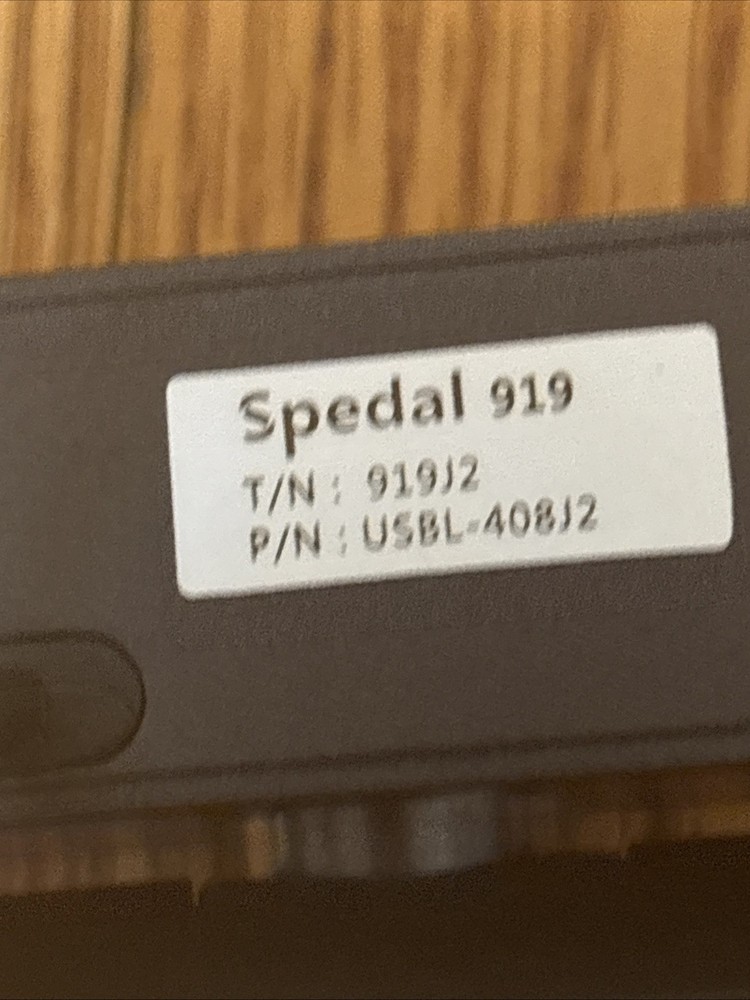 Spedal 919
T/N : 919J2
P/N : USBL-408J2